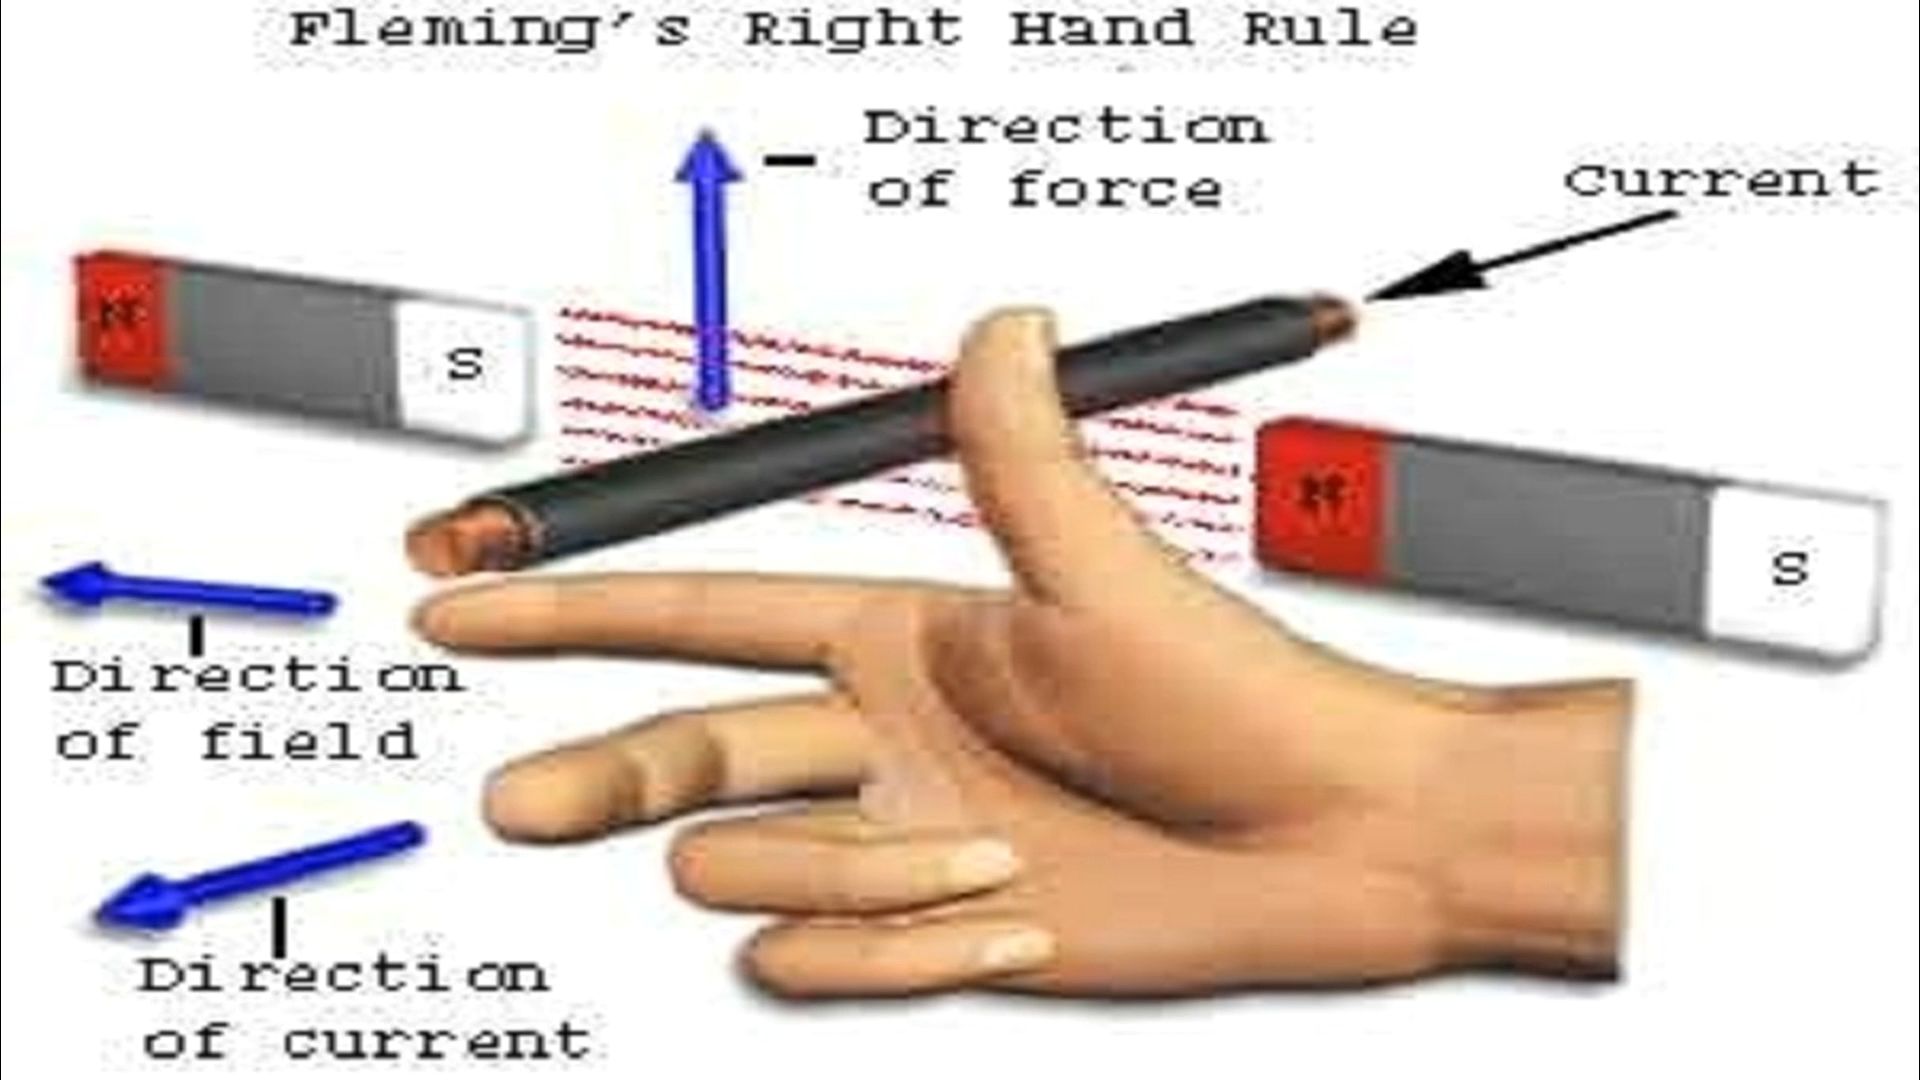 Fleming's Right Hand Rule
Direction
of force
Current
N
S
N
S
Direction
of field
Direction
of current